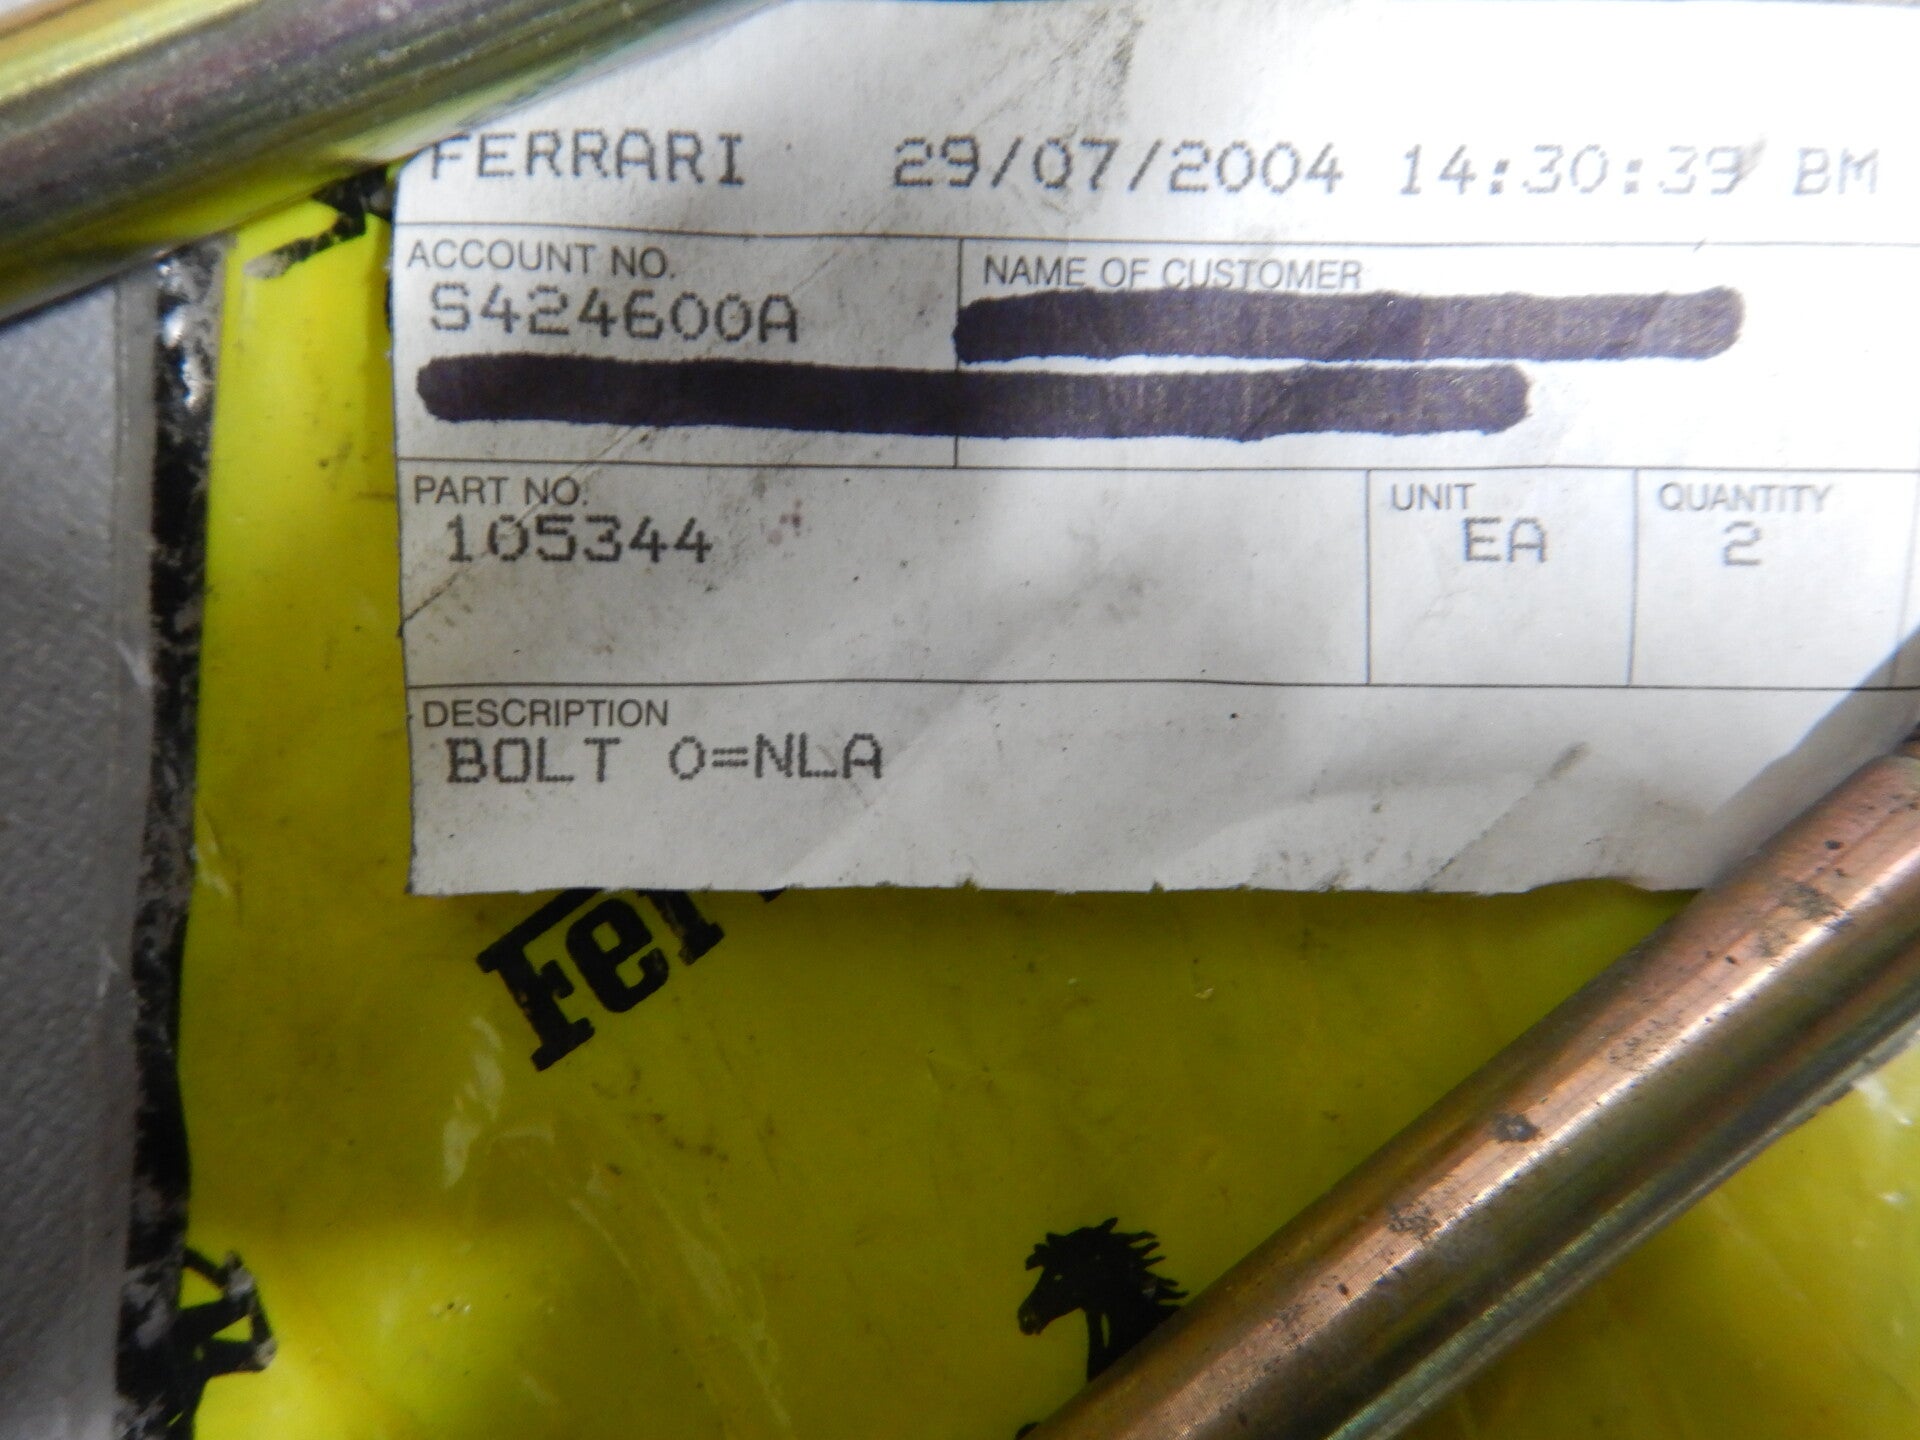 FERRARI 29/07/2004 14:30:39 BM
ACCOUNT NO. NAME OF CUSTOMER
S424600A
PART NO. UNIT QUANTITY
105344 EA 2
DESCRIPTION
BOLT 0=NLA